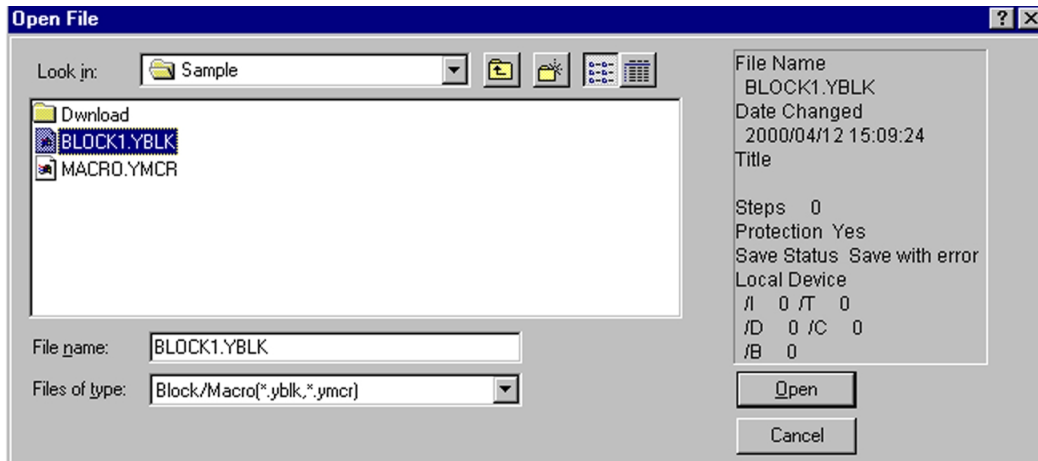 Open File
Look in:
Sample
Dwnload
BLOCK1.YBLK
MACRO.YMCR
File name:
BLOCK1.YBLK
Files of type:
Block/Macro(*.yblk,*.ymcr)
File Name
BLOCK1.YBLK
Date Changed
2000/04/12 15:09:24
Title
Steps 0
Protection Yes
Save Status Save with error
Local Device
/I 0 /T 0
/D 0 /C 0
/B 0
Open
Cancel